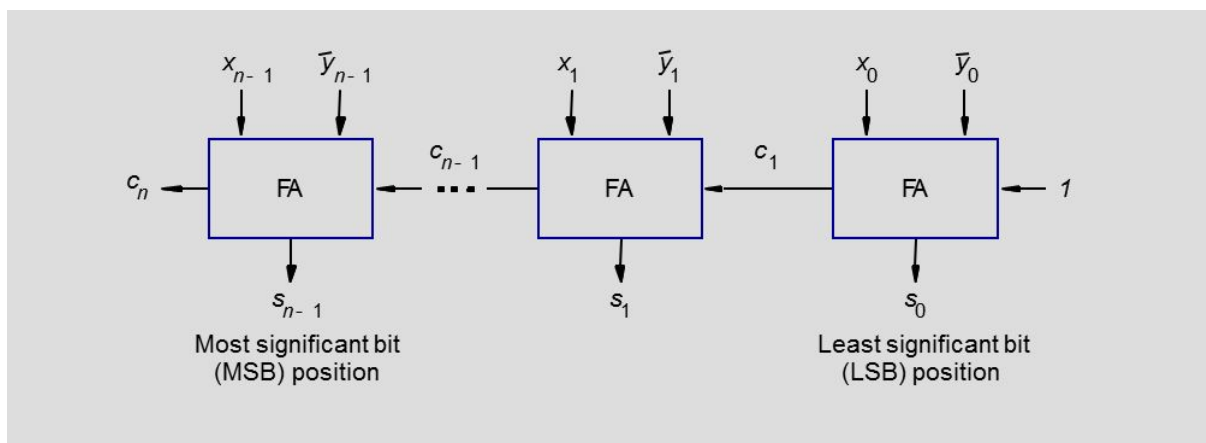 x_{n-1} ȳ_{n-1} x_1 ȳ_1 x_0 ȳ_0
c_n FA c_{n-1} ... FA c_1 FA 1
s_{n-1} s_1 s_0
Most significant bit
(MSB) position
Least significant bit
(LSB) position